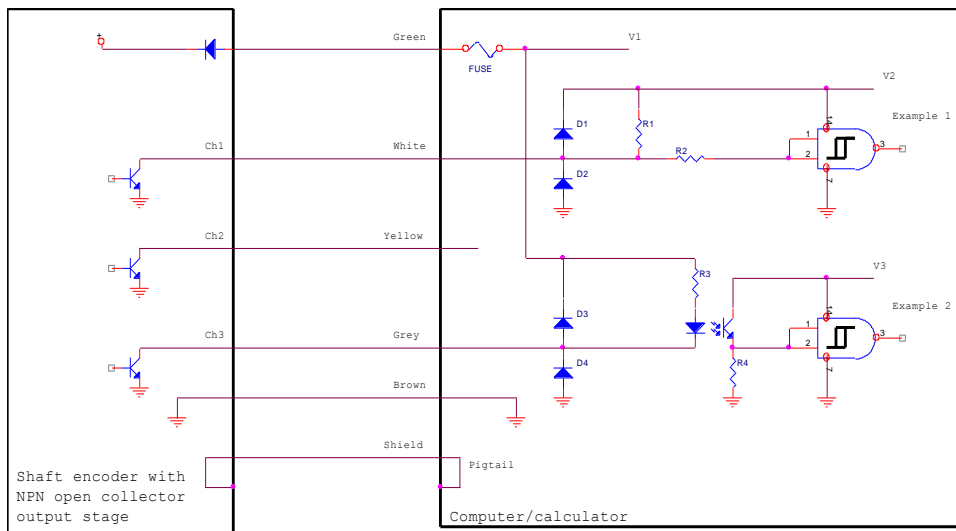 +
Green
FUSE
V1
V2
D1
R1
14
Example 1
Ch1
White
R2
1
2
3
D2
7
Ch2
Yellow
V3
R3
14
Example 2
D3
1
2
3
Ch3
Grey
D4
R4
7
Brown
Shield
Pigtail
Shaft encoder with
NPN open collector
output stage
Computer/calculator